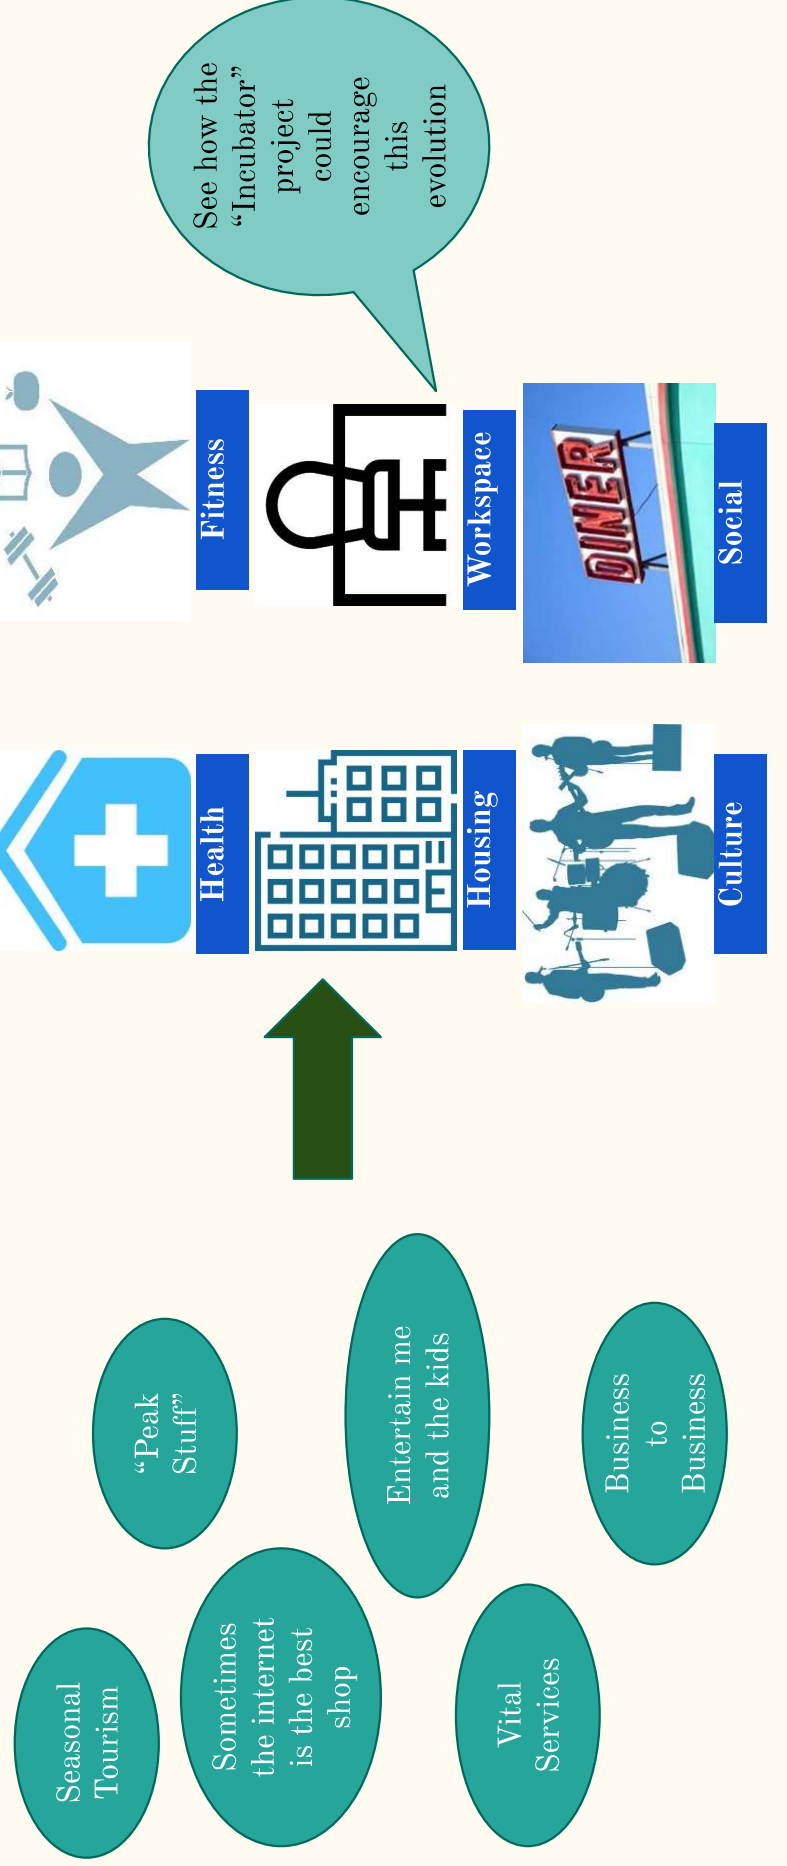 Seasonal
Tourism
“Peak
Stuff”
Sometimes
the internet
is the best
shop
Entertain me
and the kids
Vital
Services
Business
to
Business
Health
Fitness
Housing
Workspace
Culture
DINER
Social
See how the
“Incubator”
project
could
encourage
this
evolution